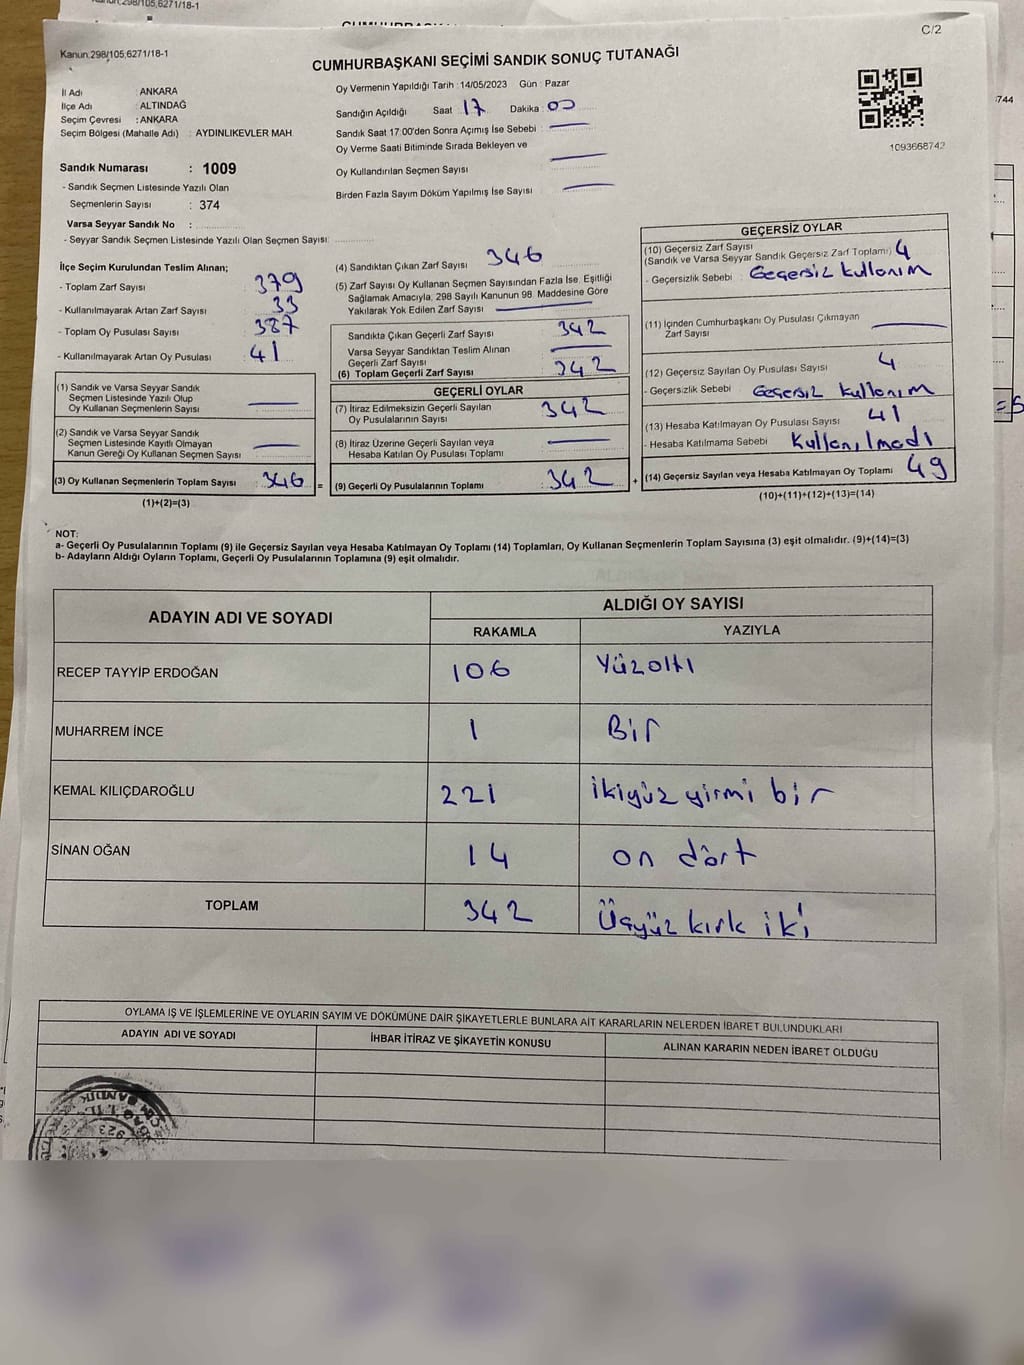 C/2
Kanun.298/105,6271/18-1
CUMHURBAŞKANI SEÇİMİ SANDIK SONUÇ TUTANAĞI
İl Adı : ANKARA
İlçe Adı : ALTINDAĞ
Seçim Çevresi : ANKARA
Seçim Bölgesi (Mahalle Adı) : AYDINLIKEVLER MAH
Sandık Numarası : 1009
- Sandık Seçmen Listesinde Yazılı Olan
Seçmenlerin Sayısı : 374
Varsa Seyyar Sandık No :
- Seyyar Sandık Seçmen Listesinde Yazılı Olan Seçmen Sayısı:
Oy Vermenin Yapıldığı Tarih :14/05/2023 Gün : Pazar
Sandığın Açıldığı Saat : 17 Dakika : 00
Sandık Saat 17:00'den Sonra Açımış İse Sebebi :
Oy Verme Saati Bitiminde Sırada Bekleyen ve
Oy Kullandırılan Seçmen Sayısı
Birden Fazla Sayım Döküm Yapılmış İse Sayısı :
1093668742
744
İlçe Seçim Kurulundan Teslim Alınan;
- Toplam Zarf Sayısı : 379
- Kullanılmayarak Artan Zarf Sayısı : 33
- Toplam Oy Pusulası Sayısı : 387
- Kullanılmayarak Artan Oy Pusulası : 41
(1) Sandık ve Varsa Seyyar Sandık
Seçmen Listesinde Yazılı Olup
Oy Kullanan Seçmenlerin Sayısı
(2) Sandık ve Varsa Seyyar Sandık
Seçmen Listesinde Kayıtlı Olmayan
Kanun Gereği Oy Kullanan Seçmen Sayısı
(3) Oy Kullanan Seçmenlerin Toplam Sayısı : 346 =
(1)+(2)=(3)
(4) Sandıktan Çıkan Zarf Sayısı : 346
(5) Zarf Sayısı Oy Kullanan Seçmen Sayısından Fazla İse, Eşitliği
Sağlamak Amacıyla, 298 Sayılı Kanunun 98. Maddesine Göre
Yakılarak Yok Edilen Zarf Sayısı :
Sandıkta Çıkan Geçerli Zarf Sayısı : 342
Varsa Seyyar Sandıktan Teslim Alınan
Geçerli Zarf Sayısı
(6) Toplam Geçerli Zarf Sayısı : 342
GEÇERLİ OYLAR
(7) İtiraz Edilmeksizin Geçerli Sayılan
Oy Pusulalarının Sayısı : 342
(8) İtiraz Üzerine Geçerli Sayılan veya
Hesaba Katılan Oy Pusulası Toplamı :
(9) Geçerli Oy Pusulalarının Toplamı : 342 +
GEÇERSİZ OYLAR
(10) Geçersiz Zarf Sayısı
(Sandık ve Varsa Seyyar Sandık Geçersiz Zarf Toplamı) : 4
- Geçersizlik Sebebi : Geçersiz kullanım
(11) İçinden Cumhurbaşkanı Oy Pusulası Çıkmayan
Zarf Sayısı
(12) Geçersiz Sayılan Oy Pusulası Sayısı : 4
- Geçersizlik Sebebi : Geçersiz kullanım
(13) Hesaba Katılmayan Oy Pusulası Sayısı : 41
- Hesaba Katılmama Sebebi : Kullanılmadı
(14) Geçersiz Sayılan veya Hesaba Katılmayan Oy Toplamı : 49
(10)+(11)+(12)+(13)=(14)
NOT:
a- Geçerli Oy Pusulalarının Toplamı (9) ile Geçersiz Sayılan veya Hesaba Katılmayan Oy Toplamı (14) Toplamları, Oy Kullanan Seçmenlerin Toplam Sayısına (3) eşit olmalıdır. (9)+(14)=(3)
b- Adayların Aldığı Oyların Toplamı, Geçerli Oy Pusulalarının Toplamına (9) eşit olmalıdır.
ADAYIN ADI VE SOYADI
ALDIĞI OY SAYISI
RAKAMLA YAZIYLA
RECEP TAYYİP ERDOĞAN 106 Yüzaltı
MUHARREM İNCE 1 Bir
KEMAL KILIÇDAROĞLU 221 ikiyüz yirmi bir
SİNAN OĞAN 14 on dört
TOPLAM 342 Üçyüz kırk iki
OYLAMA İŞ VE İŞLEMLERİNE VE OYLARIN SAYIM VE DÖKÜMÜNE DAİR ŞİKAYETLERLE BUNLARA AİT KARARLARIN NELERDEN İBARET BULUNDUKLARI
ADAYIN ADI VE SOYADI İHBAR İTİRAZ VE ŞİKAYETİN KONUSU ALINAN KARARIN NEDEN İBARET OLDUĞU